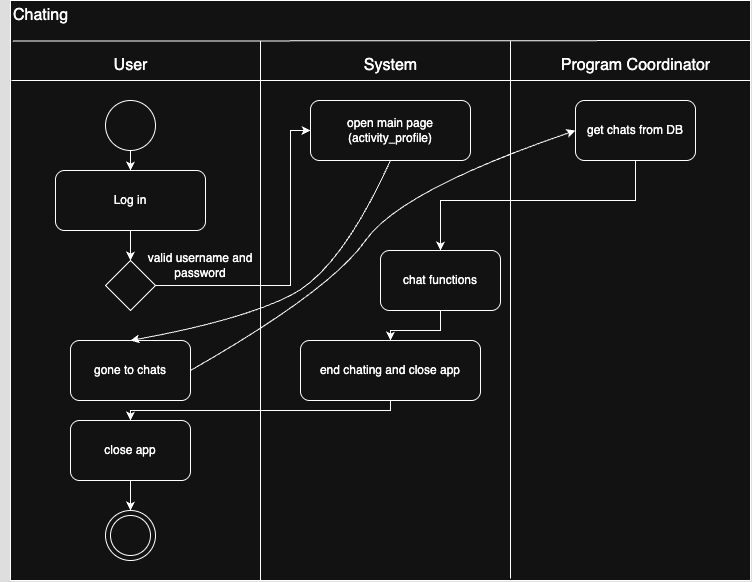 Chating
User
System
Program Coordinator
open main page
(activity_profile)
get chats from DB
Log in
valid username and
password
chat functions
gone to chats
end chating and close app
close app